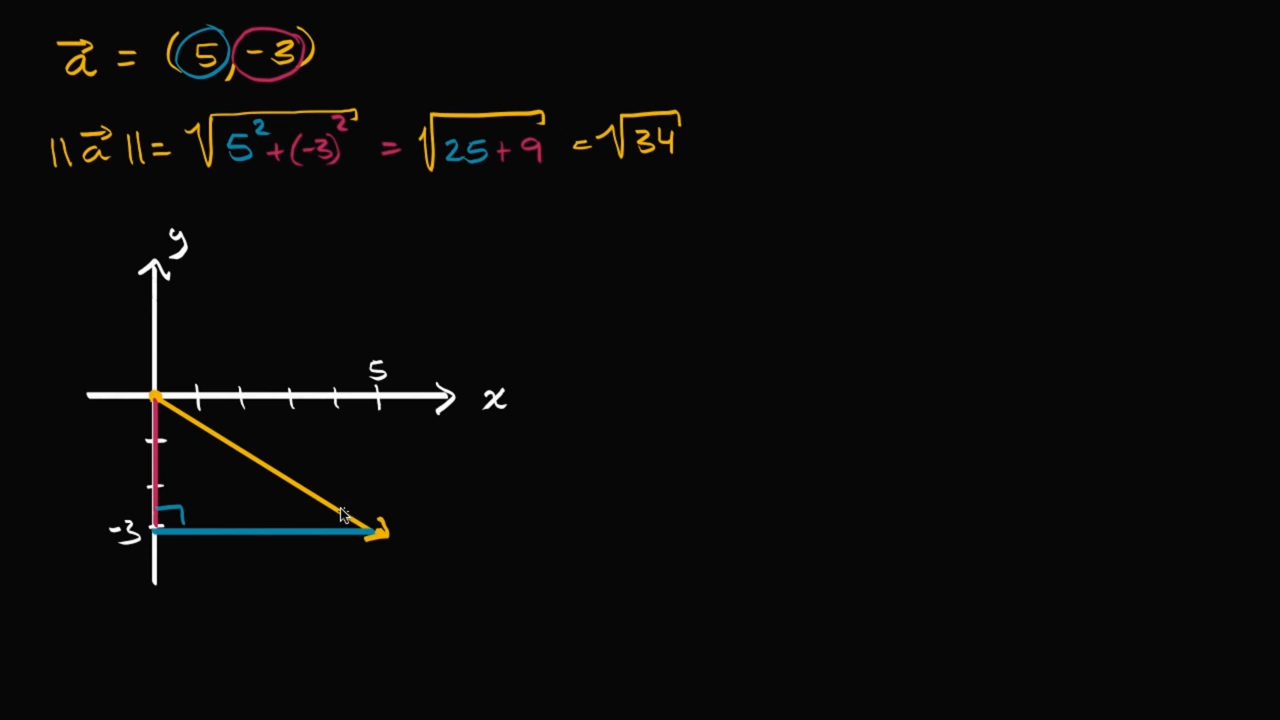 a⃗ = (5, -3)
||a⃗|| = √(5² + (-3)²) = √(25 + 9) = √34
y
5
x
-3